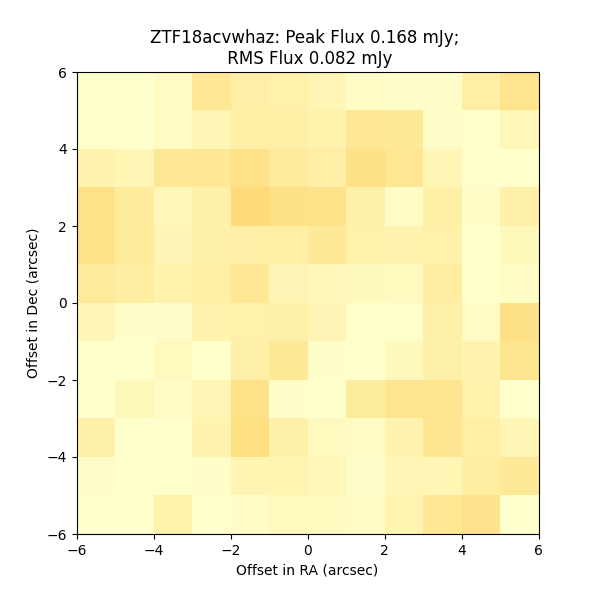 ZTF18acvwhaz: Peak Flux 0.168 mJy;
RMS Flux 0.082 mJy
6
4
2
0
−2
−4
−6
Offset in Dec (arcsec)
−6 −4 −2 0 2 4 6
Offset in RA (arcsec)